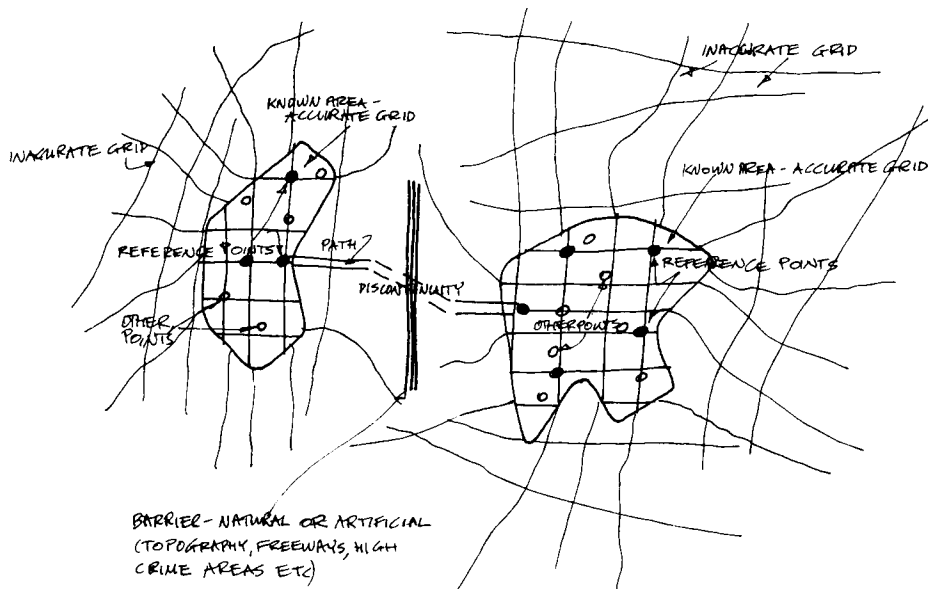 INACCURATE GRID
KNOWN AREA -
ACCURATE GRID
INACURATE GRID
KNOWN AREA - ACCURATE GRID
REFERENCE POINTS
PATH
REFERENCE POINTS
DISCONTINUITY
OTHER
POINTS
OTHER POINTS
BARRIER - NATURAL OR ARTIFICIAL
(TOPOGRAPHY, FREEWAYS, HIGH
CRIME AREAS ETC)